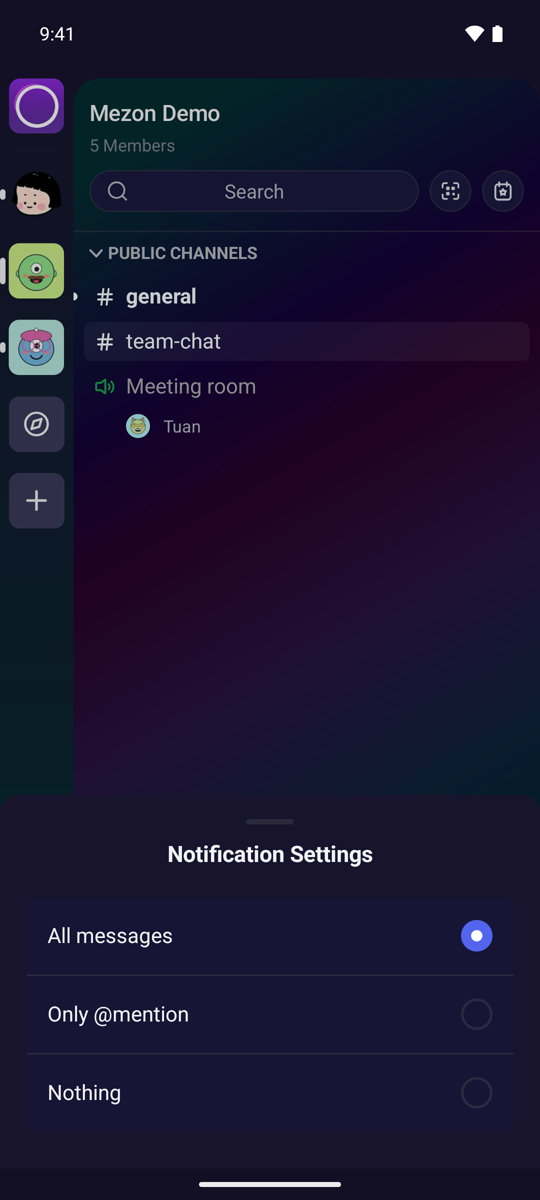 9:41
Mezon Demo
5 Members
Search
PUBLIC CHANNELS
# general
# team-chat
Meeting room
Tuan
Notification Settings
All messages
Only @mention
Nothing